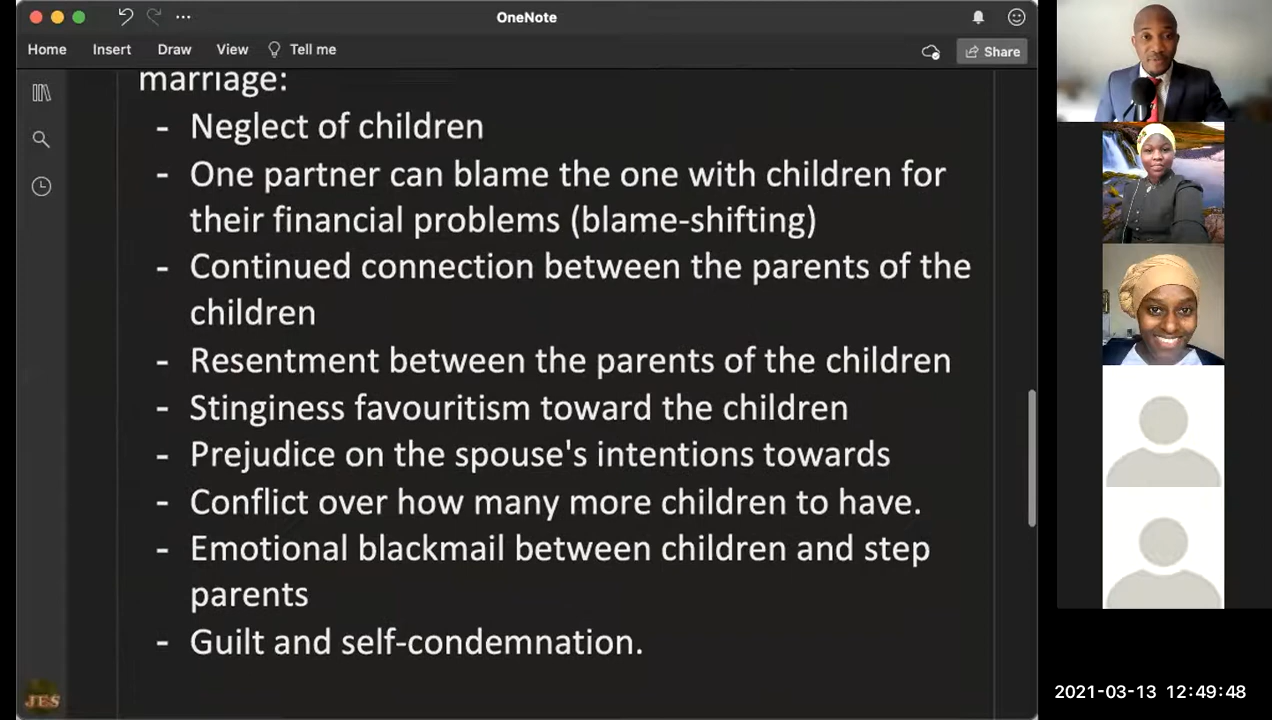 OneNote
Home Insert Draw View Tell me Share
marriage:
- Neglect of children
- One partner can blame the one with children for
their financial problems (blame-shifting)
- Continued connection between the parents of the
children
- Resentment between the parents of the children
- Stinginess favouritism toward the children
- Prejudice on the spouse's intentions towards
- Conflict over how many more children to have.
- Emotional blackmail between children and step
parents
- Guilt and self-condemnation.
JES
2021-03-13 12:49:48